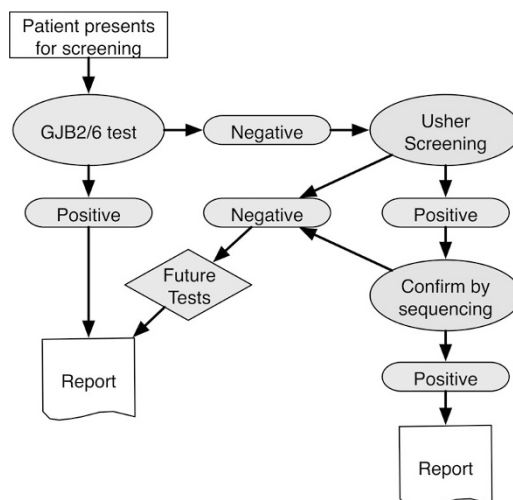 Patient presents
for screening
GJB2/6 test
Negative
Usher
Screening
Positive
Negative
Positive
Future
Tests
Confirm by
sequencing
Report
Positive
Report